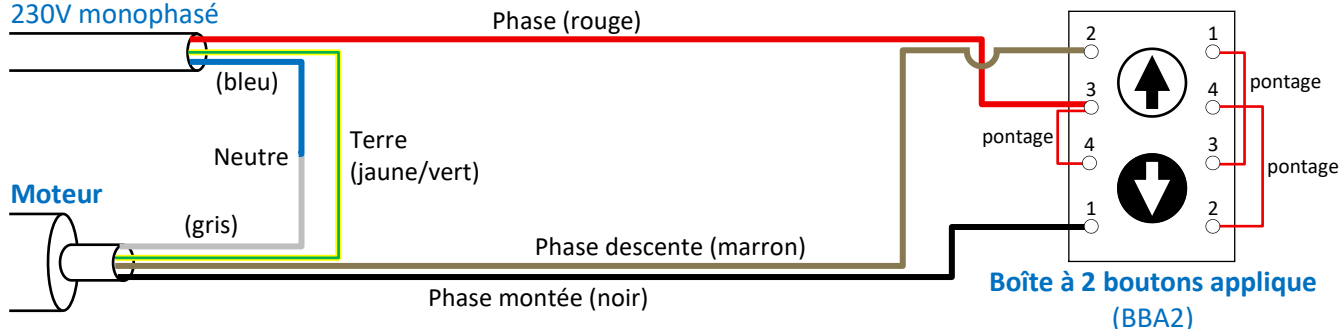 230V monophasé
Phase (rouge)
(bleu)
Neutre
Terre
(jaune/vert)
Moteur
(gris)
Phase descente (marron)
Phase montée (noir)
2
1
3
4
4
3
1
2
pontage
pontage
pontage
Boîte à 2 boutons applique
(BBA2)